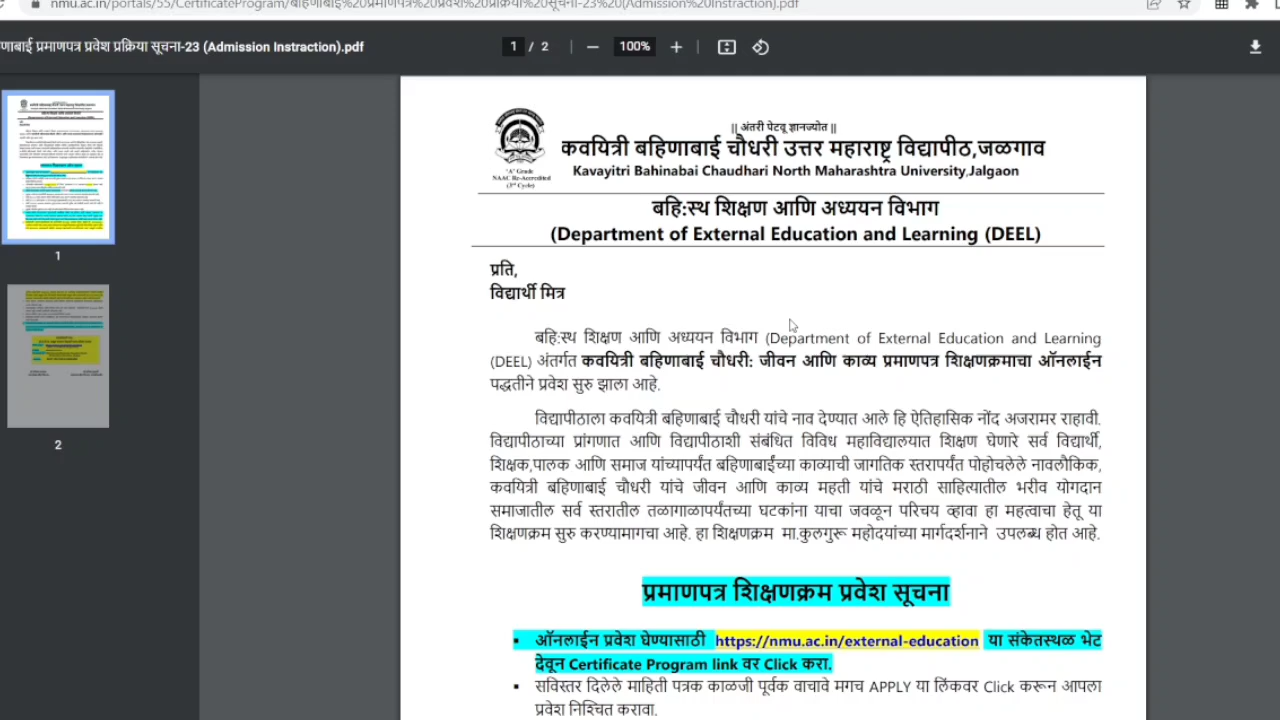 nmu.ac.in/portals/55/CertificateProgram/बहिणाबाई%20प्रमाणपत्र%20प्रवेश%20प्रक्रिया%20सूचना-23%20(Admission%20Instraction).pdf
णाबाई प्रमाणपत्र प्रवेश प्रक्रिया सूचना-23 (Admission Instraction).pdf
1 / 2
100%
1
2
|| अंतरी पेटवू ज्ञानज्योत ||
कवयित्री बहिणाबाई चौधरी उत्तर महाराष्ट्र विद्यापीठ,जळगाव
'A' Grade
NAAC Re-Accredited
(3rd Cycle)
Kavayitri Bahinabai Chaudhari North Maharashtra University,Jalgaon
बहि:स्थ शिक्षण आणि अध्ययन विभाग
(Department of External Education and Learning (DEEL)
प्रति,
विद्यार्थी मित्र
बहि:स्थ शिक्षण आणि अध्ययन विभाग (Department of External Education and Learning
(DEEL) अंतर्गत कवयित्री बहिणाबाई चौधरी: जीवन आणि काव्य प्रमाणपत्र शिक्षणक्रमाचा ऑनलाईन
पद्धतीने प्रवेश सुरु झाला आहे.
विद्यापीठाला कवयित्री बहिणाबाई चौधरी यांचे नाव देण्यात आले हि ऐतिहासिक नोंद अजरामर राहावी.
विद्यापीठाच्या प्रांगणात आणि विद्यापीठाशी संबंधित विविध महाविद्यालयात शिक्षण घेणारे सर्व विद्यार्थी,
शिक्षक,पालक आणि समाज यांच्यापर्यंत बहिणाबाईंच्या काव्याची जागतिक स्तरापर्यंत पोहोचलेले नावलौकिक,
कवयित्री बहिणाबाई चौधरी यांचे जीवन आणि काव्य महती यांचे मराठी साहित्यातील भरीव योगदान
समाजातील सर्व स्तरातील तळागाळापर्यंतच्या घटकांना याचा जवळून परिचय व्हावा हा महत्वाचा हेतू या
शिक्षणक्रम सुरु करण्यामागचा आहे. हा शिक्षणक्रम मा.कुलगुरू महोदयांच्या मार्गदर्शनाने उपलब्ध होत आहे.
प्रमाणपत्र शिक्षणक्रम प्रवेश सूचना
▪ ऑनलाईन प्रवेश घेण्यासाठी https://nmu.ac.in/external-education या संकेतस्थळ भेट
देवून Certificate Program link वर Click करा.
▪ सविस्तर दिलेले माहिती पत्रक काळजी पूर्वक वाचावे मगच APPLY या लिंकवर Click करून आपला
प्रवेश निश्चित करावा.